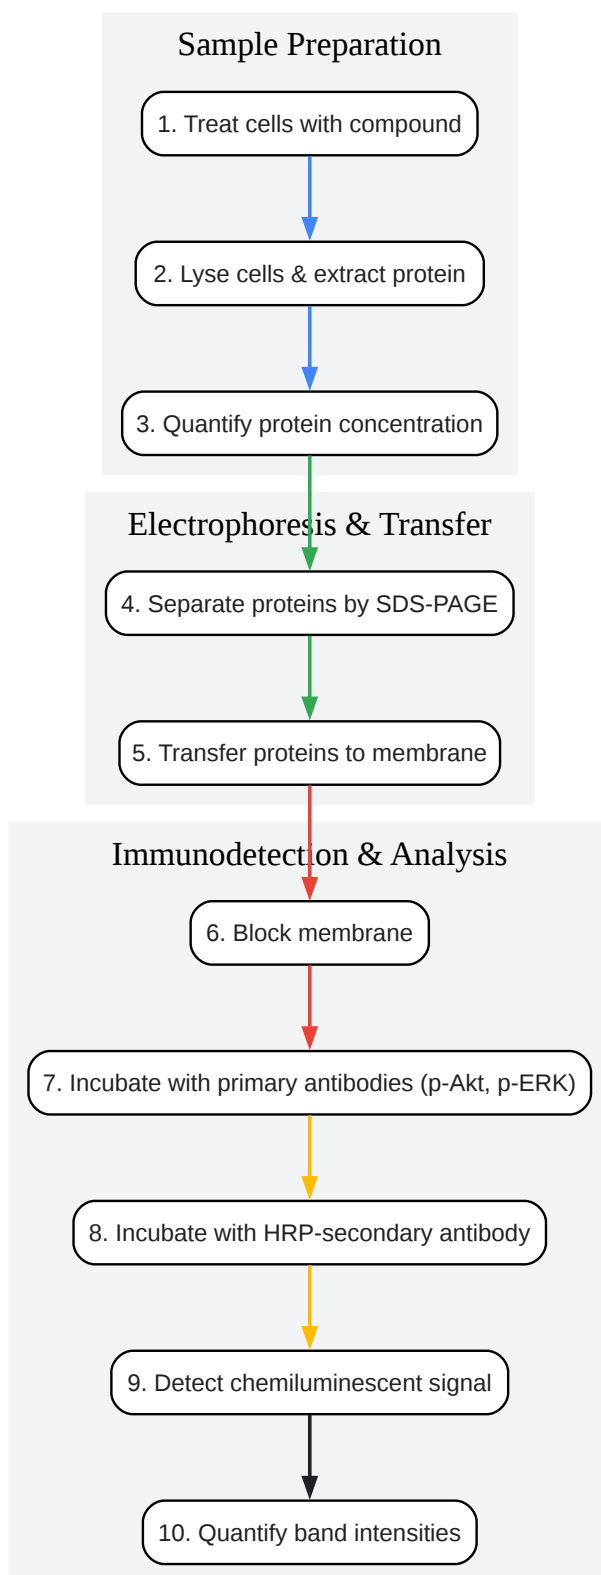 Sample Preparation
1. Treat cells with compound
2. Lyse cells & extract protein
3. Quantify protein concentration
Electrophoresis & Transfer
4. Separate proteins by SDS-PAGE
5. Transfer proteins to membrane
Immunodetection & Analysis
6. Block membrane
7. Incubate with primary antibodies (p-Akt, p-ERK)
8. Incubate with HRP-secondary antibody
9. Detect chemiluminescent signal
10. Quantify band intensities